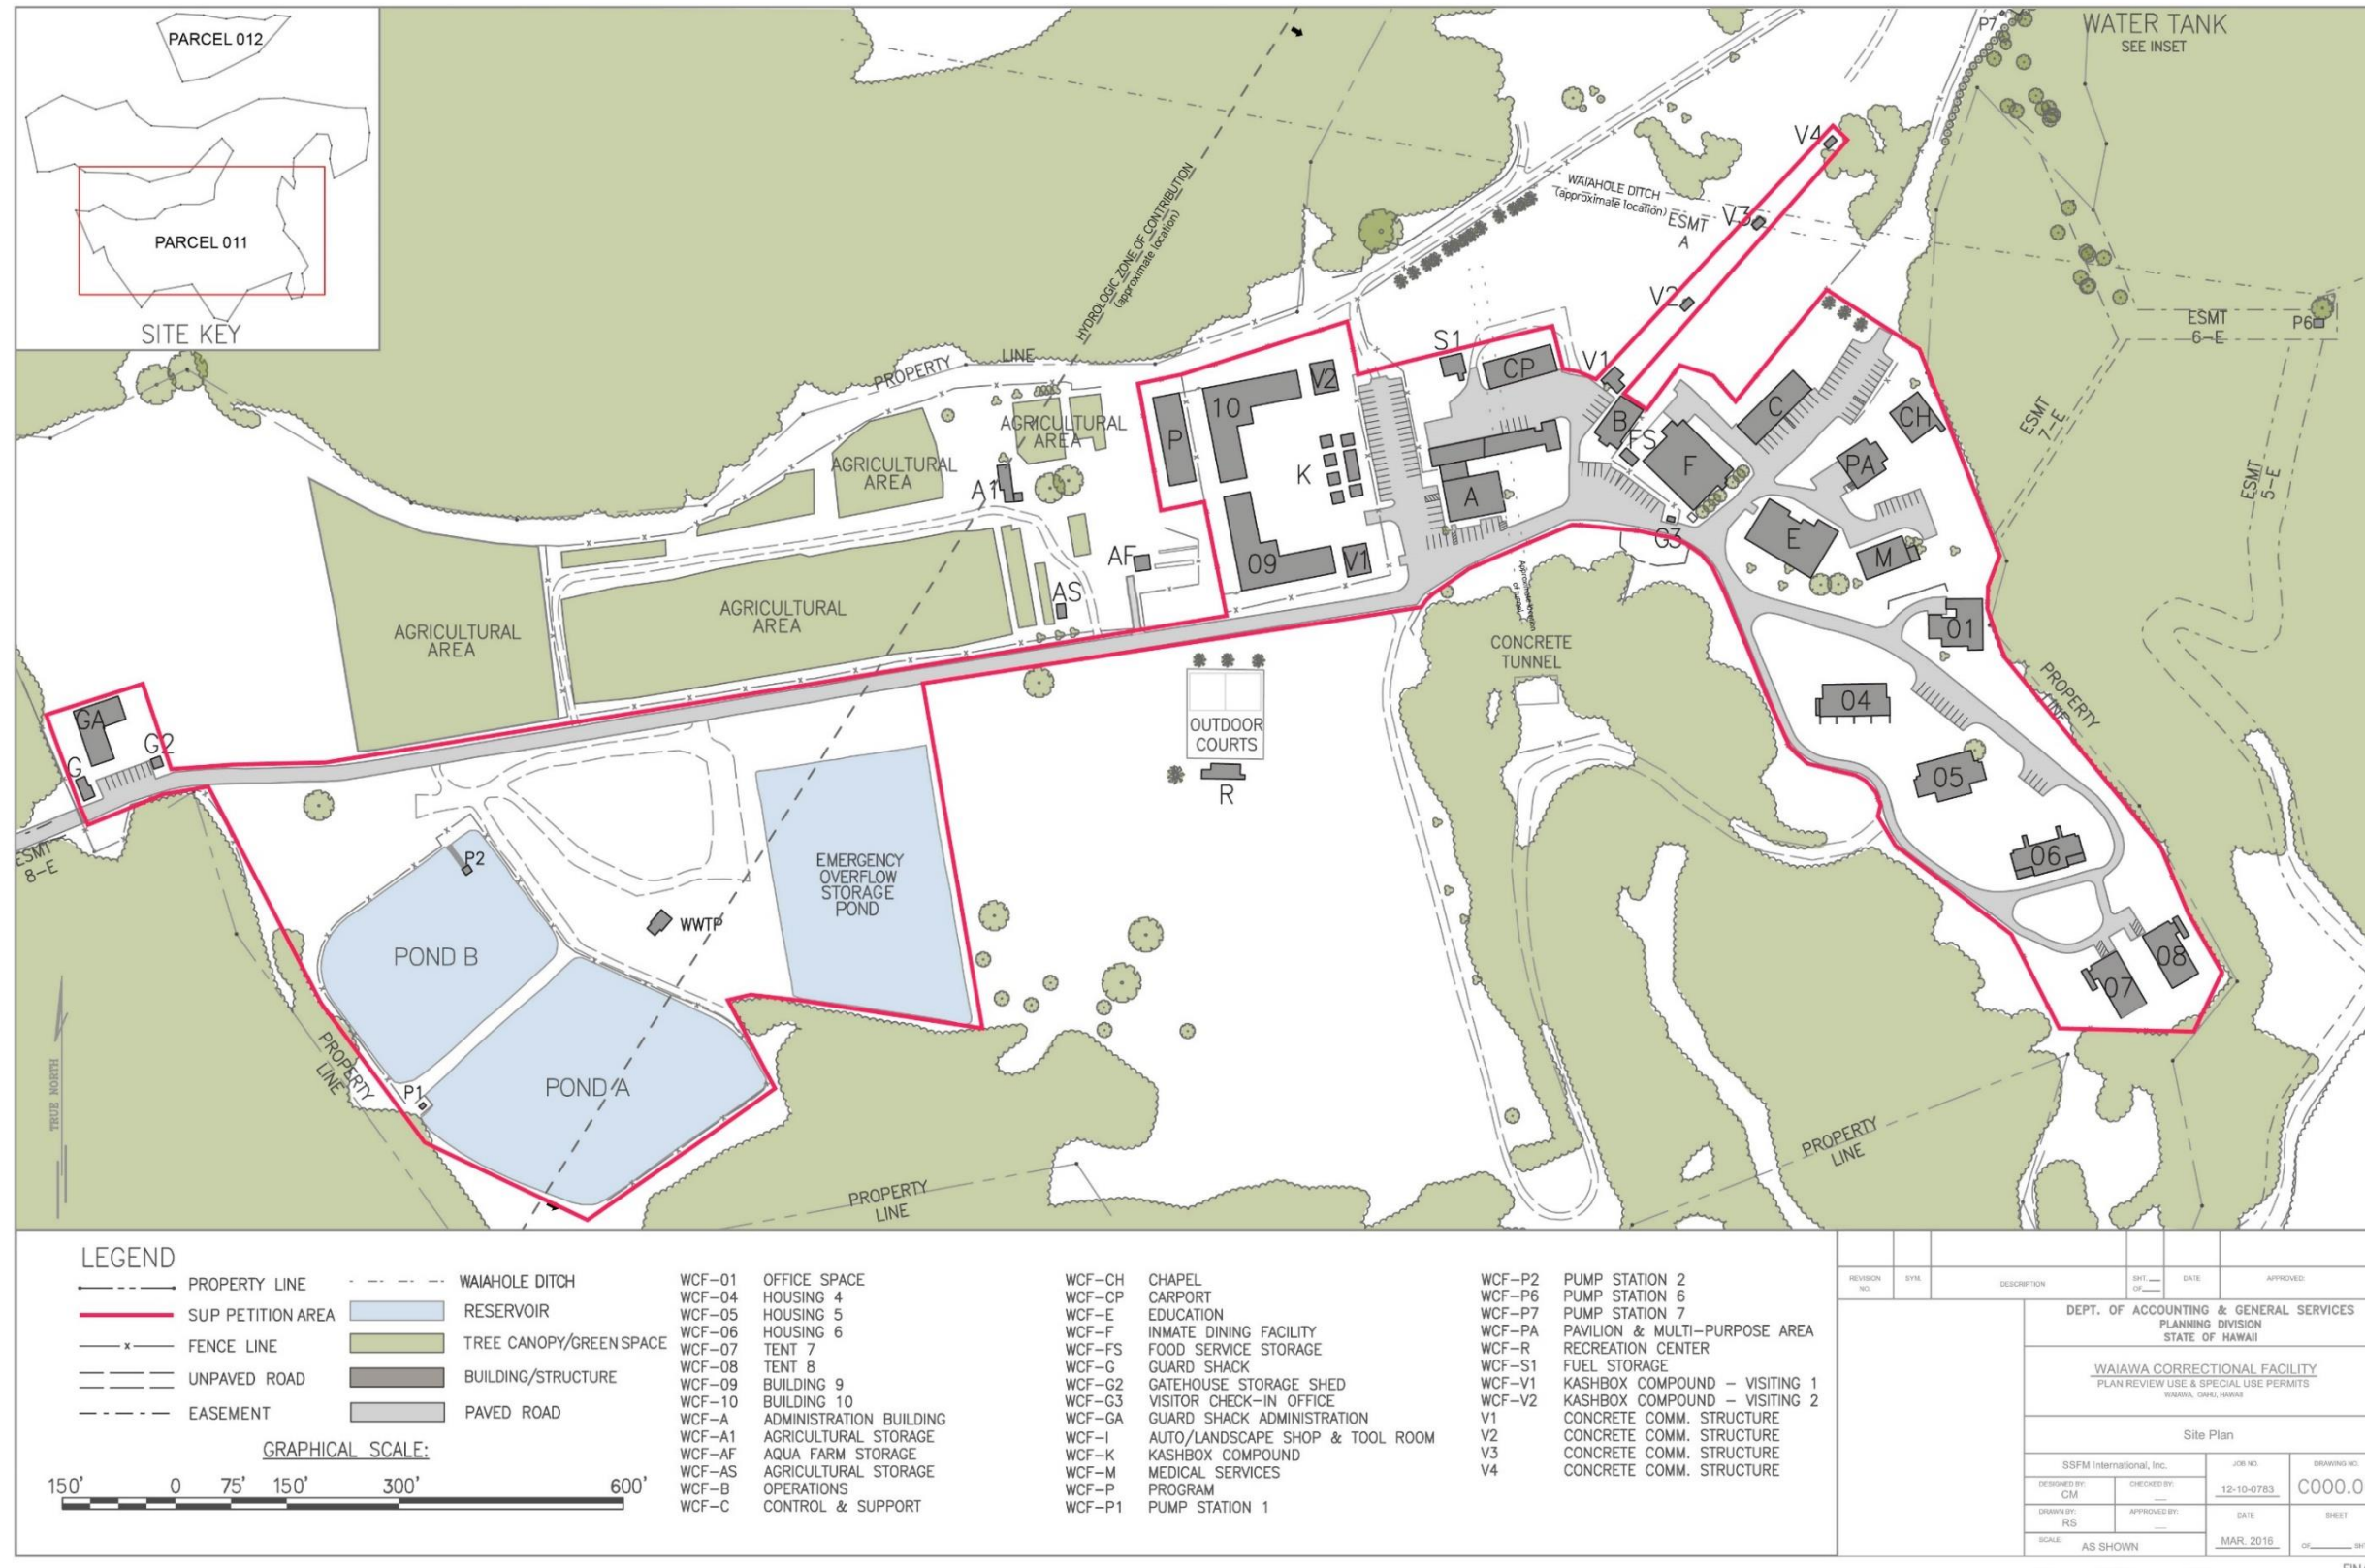 PARCEL 012
PARCEL 011
SITE KEY
P7
WATER TANK
SEE INSET
V4
HYDROLOGIC ZONE OF CONTRIBUTION
(approximate location)
WAIAHOLE DITCH
(approximate location)
ESMT
A
V3
V2
ESMT
6-E
P6
PROPERTY LINE
S1
CP
V1
V2
10
P
K
B
FS
C
CH
ESMT
7-E
AGRICULTURAL
AREA
AGRICULTURAL
AREA
A1
A
F
PA
ESMT
5-E
G3
E
M
AF
09
V1
AS
AGRICULTURAL
AREA
AGRICULTURAL
AREA
CONCRETE
TUNNEL
01
PROPERTY
LINE
04
GA
G2
G
OUTDOOR
COURTS
R
05
ESMT
8-E
P2
EMERGENCY
OVERFLOW
STORAGE
POND
06
WWTP
POND B
08
07
PROPERTY
LINE
P1
POND A
TRUE NORTH
PROPERTY
LINE
PROPERTY
LINE
LEGEND
PROPERTY LINE
SUP PETITION AREA
FENCE LINE
UNPAVED ROAD
EASEMENT
WAIAHOLE DITCH
RESERVOIR
TREE CANOPY/GREEN SPACE
BUILDING/STRUCTURE
PAVED ROAD
GRAPHICAL SCALE:
150' 0 75' 150' 300' 600'
WCF-01 OFFICE SPACE
WCF-04 HOUSING 4
WCF-05 HOUSING 5
WCF-06 HOUSING 6
WCF-07 TENT 7
WCF-08 TENT 8
WCF-09 BUILDING 9
WCF-10 BUILDING 10
WCF-A ADMINISTRATION BUILDING
WCF-A1 AGRICULTURAL STORAGE
WCF-AF AQUA FARM STORAGE
WCF-AS AGRICULTURAL STORAGE
WCF-B OPERATIONS
WCF-C CONTROL & SUPPORT
WCF-CH CHAPEL
WCF-CP CARPORT
WCF-E EDUCATION
WCF-F INMATE DINING FACILITY
WCF-FS FOOD SERVICE STORAGE
WCF-G GUARD SHACK
WCF-G2 GATEHOUSE STORAGE SHED
WCF-G3 VISITOR CHECK-IN OFFICE
WCF-GA GUARD SHACK ADMINISTRATION
WCF-I AUTO/LANDSCAPE SHOP & TOOL ROOM
WCF-K KASHBOX COMPOUND
WCF-M MEDICAL SERVICES
WCF-P PROGRAM
WCF-P1 PUMP STATION 1
WCF-P2 PUMP STATION 2
WCF-P6 PUMP STATION 6
WCF-P7 PUMP STATION 7
WCF-PA PAVILION & MULTI-PURPOSE AREA
WCF-R RECREATION CENTER
WCF-S1 FUEL STORAGE
WCF-V1 KASHBOX COMPOUND - VISITING 1
WCF-V2 KASHBOX COMPOUND - VISITING 2
V1 CONCRETE COMM. STRUCTURE
V2 CONCRETE COMM. STRUCTURE
V3 CONCRETE COMM. STRUCTURE
V4 CONCRETE COMM. STRUCTURE
REVISION NO. SYM. DESCRIPTION SHT. OF DATE APPROVED:
DEPT. OF ACCOUNTING & GENERAL SERVICES
PLANNING DIVISION
STATE OF HAWAII
WAIAWA CORRECTIONAL FACILITY
PLAN REVIEW USE & SPECIAL USE PERMITS
WAIAWA, OAHU, HAWAII
Site Plan
SSFM International, Inc.
JOB NO.
12-10-0783
DRAWING NO.
C000.0
DESIGNED BY:
CM
CHECKED BY:
DRAWN BY:
RS
APPROVED BY:
DATE
MAR. 2016
SHEET
OF
SCALE:
AS SHOWN